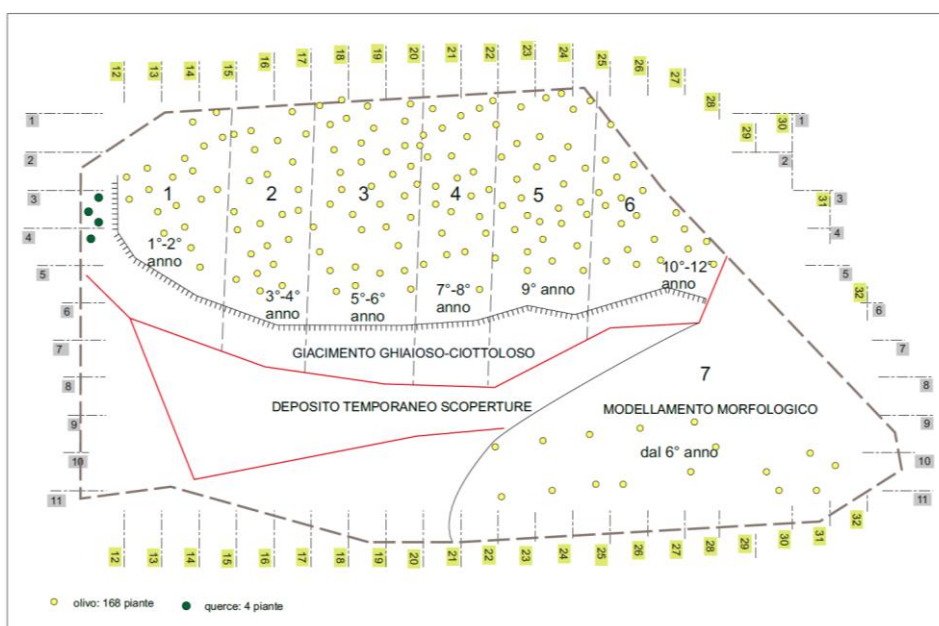 12 13 14 15 16 17 18 19 20 21 22 23 24 25 26 27 28 29 30 31 32
1 2 3 4 5 6 7 8 9 10 11
1 2 3 4 5 6 7 8 9 10 11
1
1°-2°
anno
2
3°-4°
anno
3
5°-6°
anno
4
7°-8°
anno
5
9° anno
6
10°-12°
anno
GIACIMENTO GHIAIOSO-CIOTTOLOSO
DEPOSITO TEMPORANEO SCOPERTURE
7
MODELLAMENTO MORFOLOGICO
dal 6° anno
12 13 14 15 16 17 18 19 20 21 22 23 24 25 26 27 28 29 30 31 32
olivo: 168 piante
querce: 4 piante